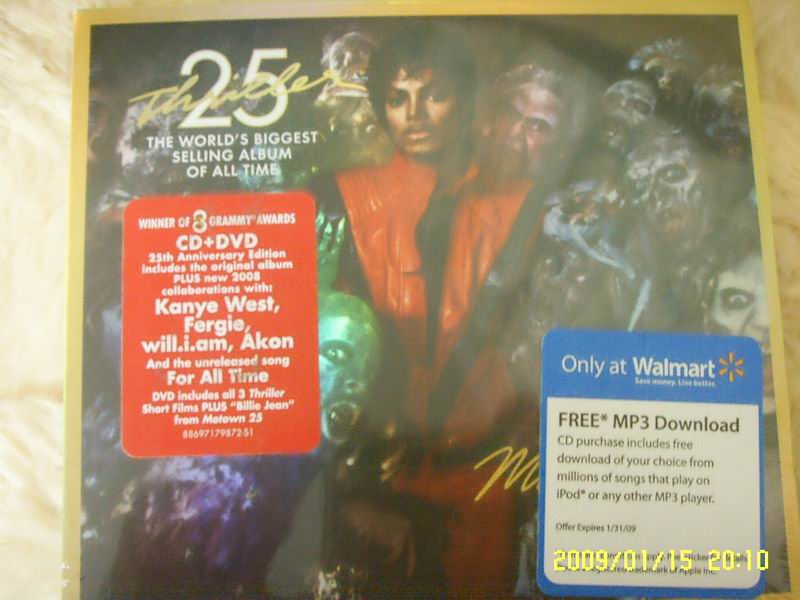 25
Thriller
THE WORLD'S BIGGEST
SELLING ALBUM
OF ALL TIME
WINNER OF 8 GRAMMY® AWARDS
CD+DVD
25th Anniversary Edition
includes the original album
PLUS new 2008
collaborations with:
Kanye West,
Fergie,
will.i.am, Akon
And the unreleased song
For All Time
DVD includes all 3 Thriller
Short Films PLUS "Billie Jean"
from Motown 25
88697179872-S1
M
Only at Walmart
Save money. Live better.
FREE* MP3 Download
CD purchase includes free
download of your choice from
millions of songs that play on
iPod® or any other MP3 player.
Offer Expires 1/31/09
2009/01/15 20:10
trademark of Apple Inc.